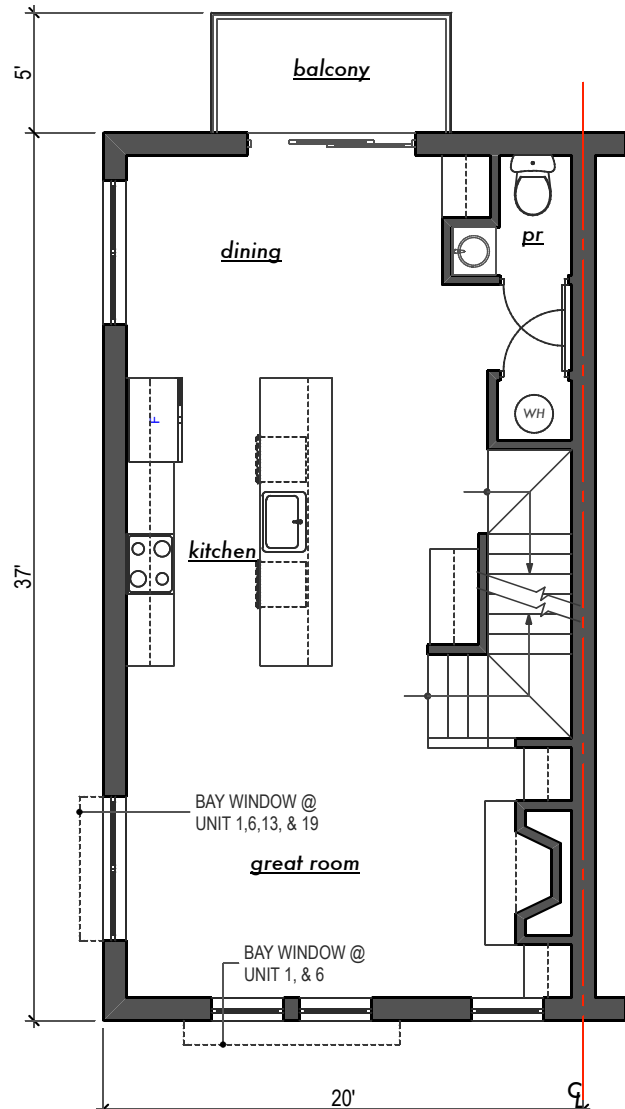 5'
balcony
dining
pr
F
WH
37'
kitchen
BAY WINDOW @
UNIT 1,6,13, & 19
great room
BAY WINDOW @
UNIT 1, & 6
20'
℄